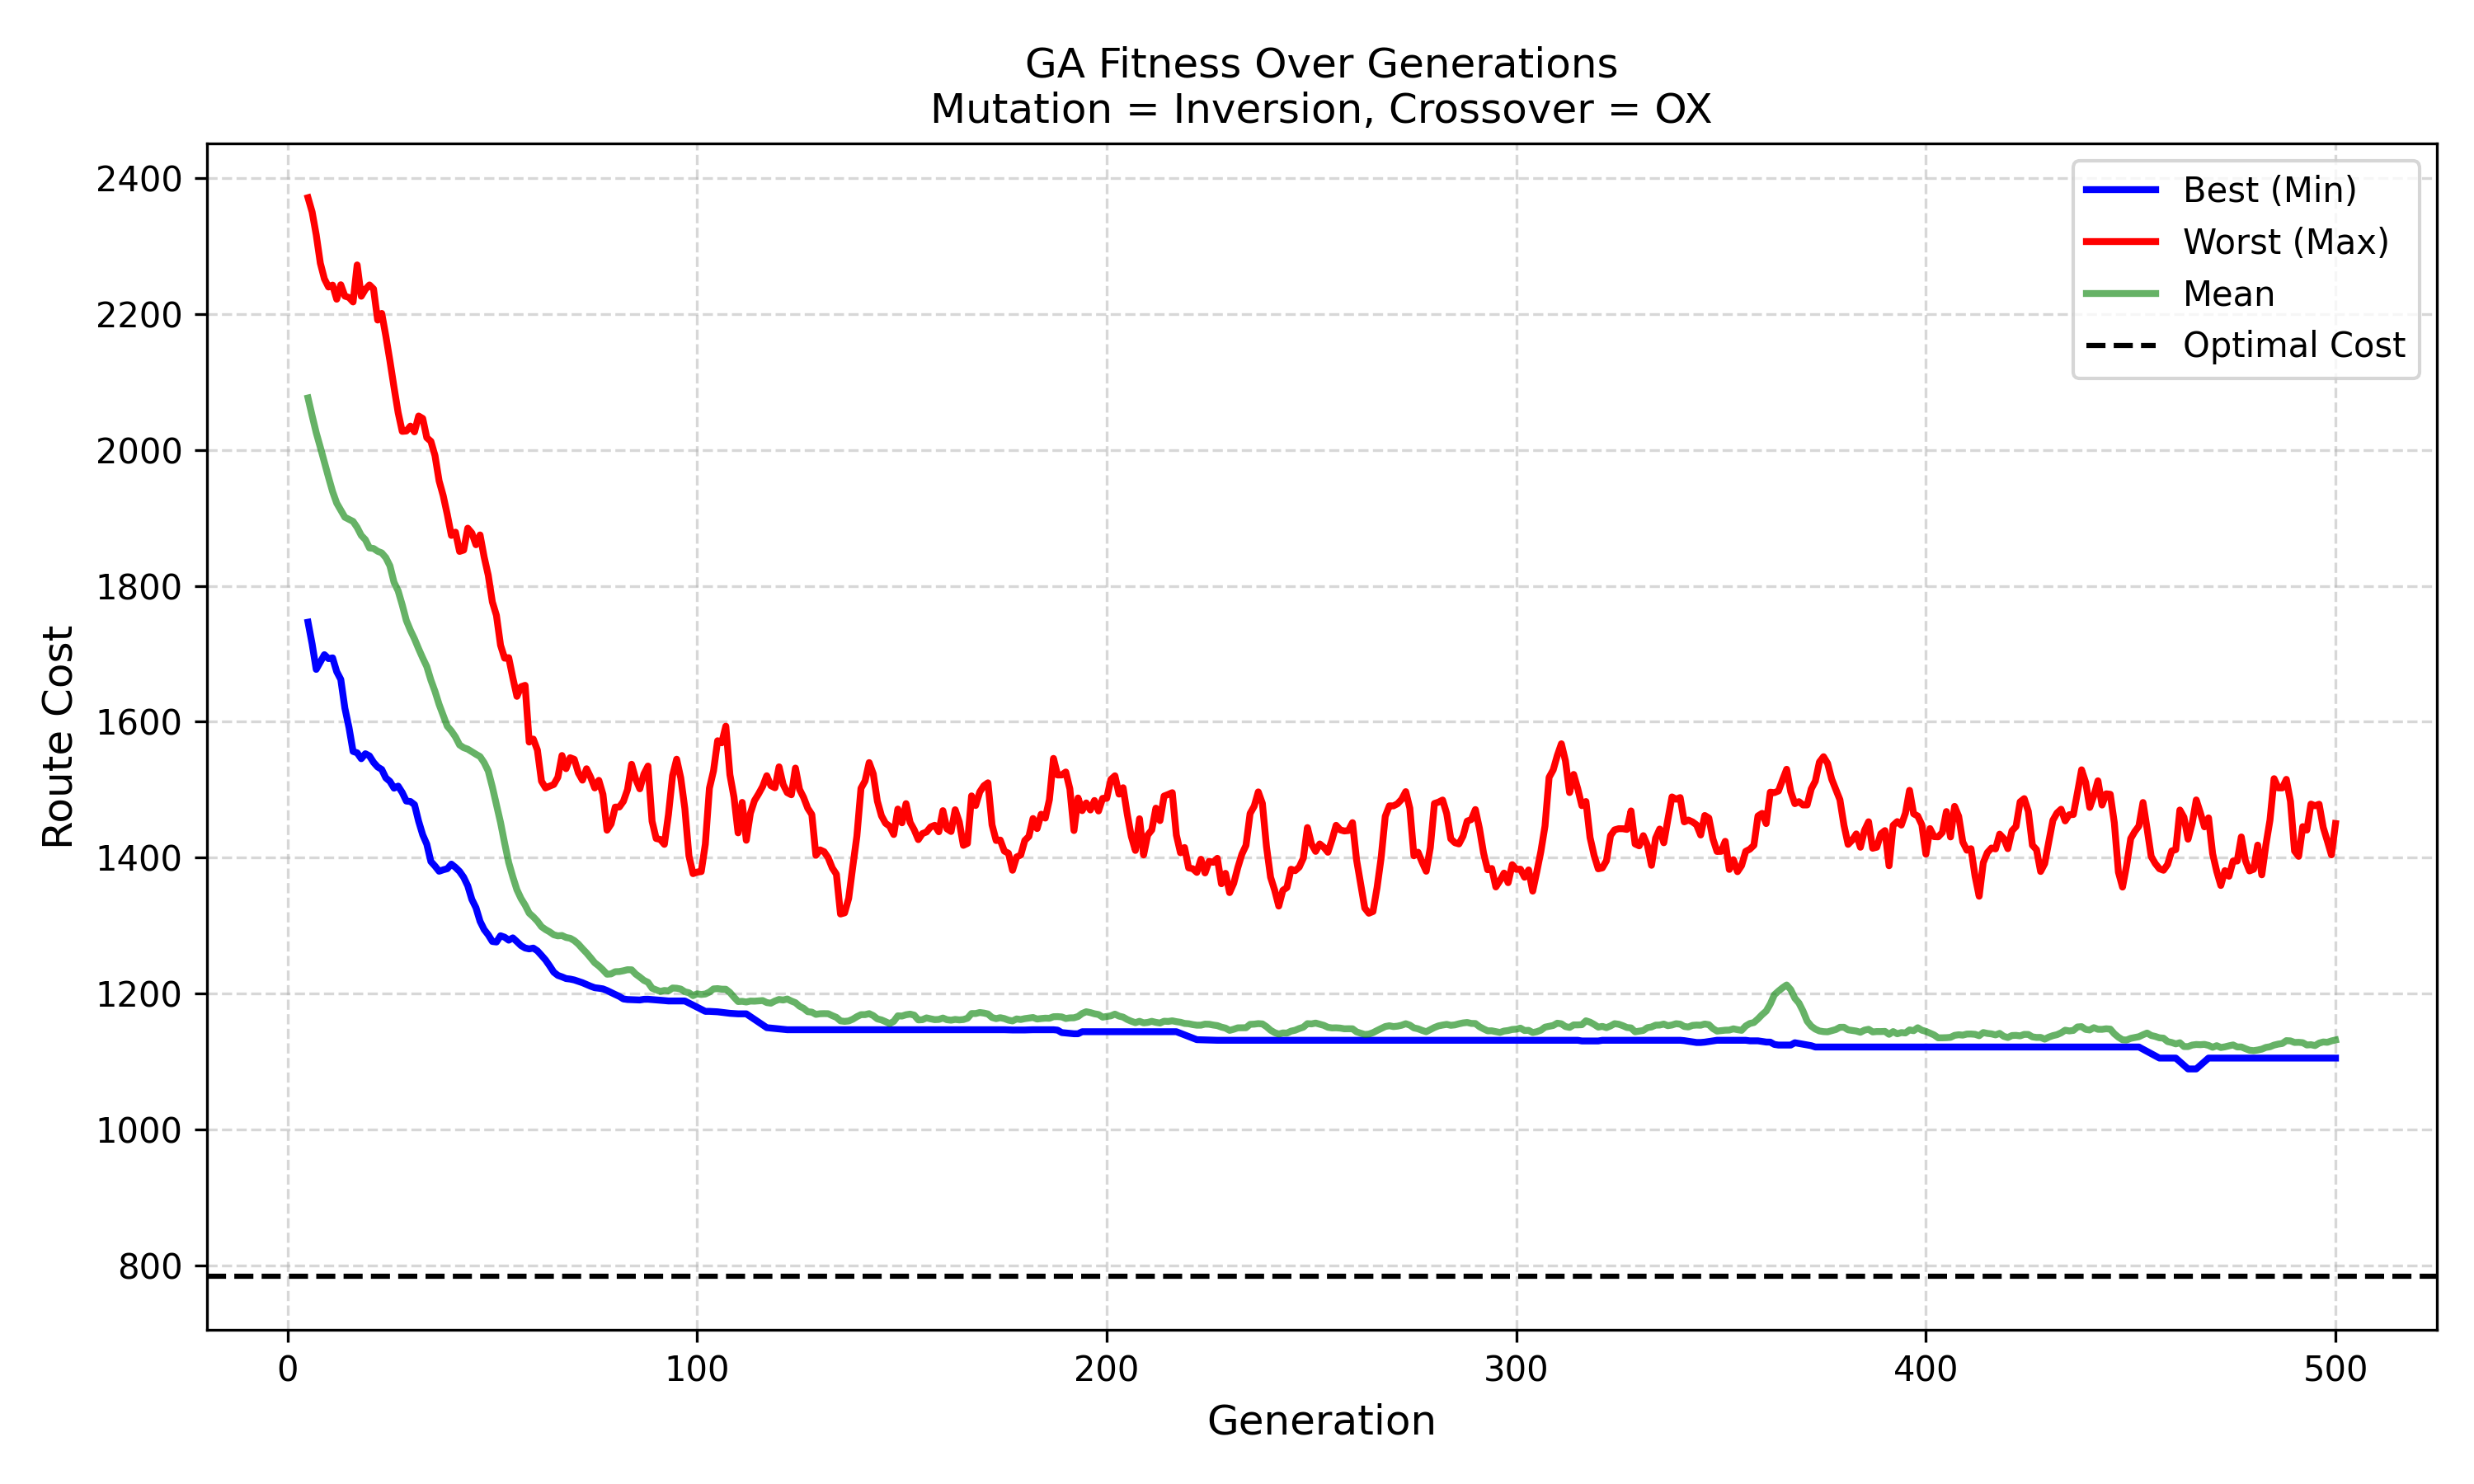 GA Fitness Over Generations
Mutation = Inversion, Crossover = OX
Best (Min)
Worst (Max)
Mean
Optimal Cost
Route Cost
2400
2200
2000
1800
1600
1400
1200
1000
800
0 100 200 300 400 500
Generation